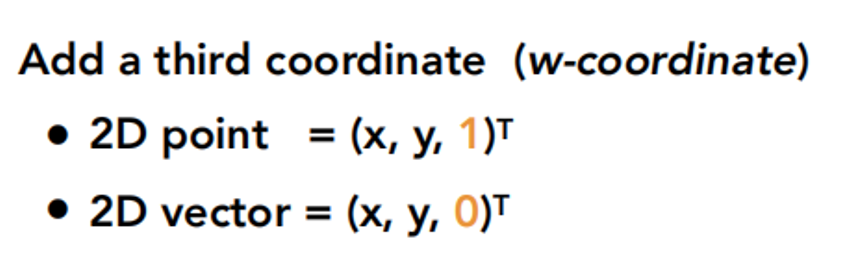 Add a third coordinate (w-coordinate)
• 2D point = (x, y, 1)ᵀ
• 2D vector = (x, y, 0)ᵀ